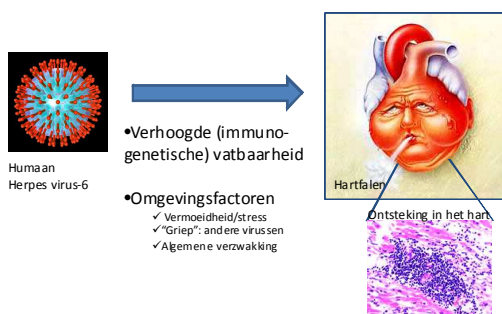 Humaan
Herpes virus-6
•Verhoogde (immuno-
genetische) vatbaarheid
•Omgevingsfactoren
✓ Vermoeidheid/stress
✓ "Griep": andere virussen
✓ Algemene verzwakking
Hartfalen
Ontsteking in het hart